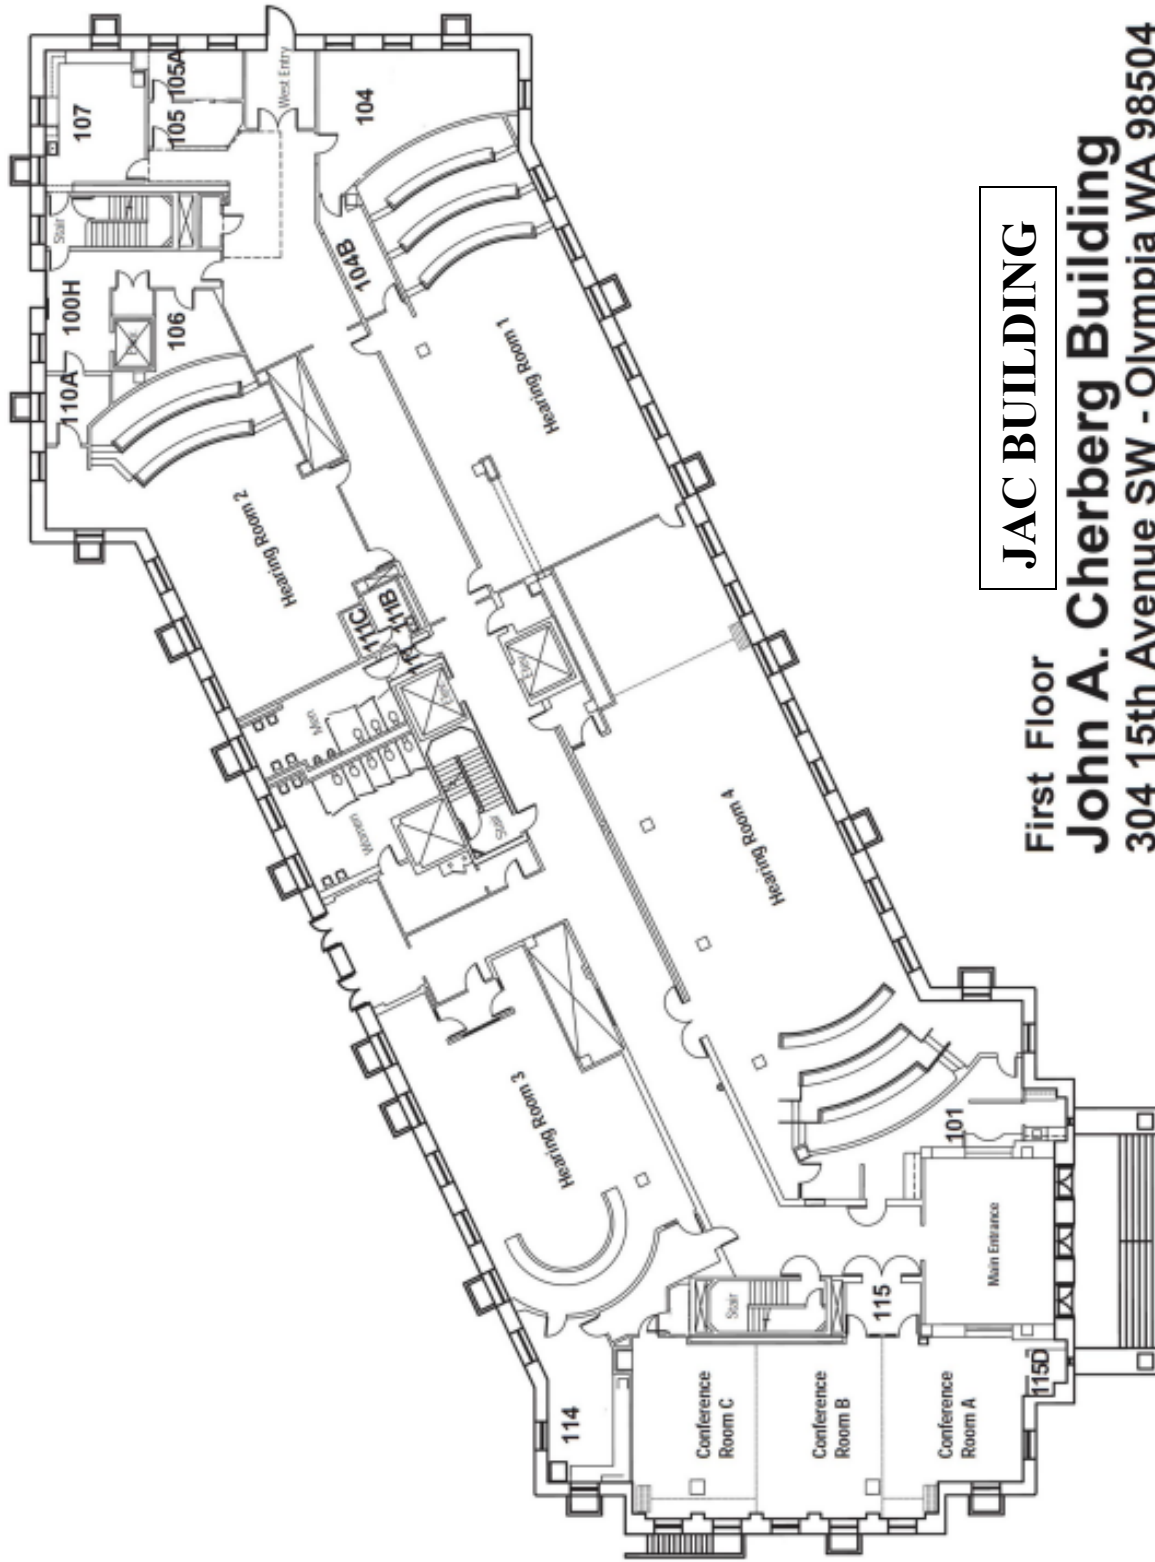 JAC BUILDING
First Floor
John A. Cherberg Building
304 15th Avenue SW - Olympia WA 98504
107
105A
105
West Entry
104
Stair
100H
106
110A
104B
Hearing Room 1
Hearing Room 2
111C
111B
Men
Women
Stair
Hearing Room 4
Hearing Room 3
101
Main Entrance
Stair
115
115D
114
Conference
Room C
Conference
Room B
Conference
Room A